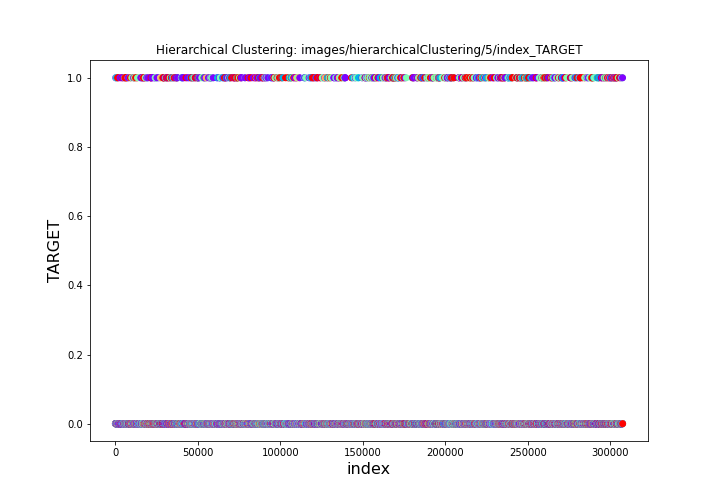 Hierarchical Clustering: images/hierarchicalClustering/5/index_TARGET
1.0
0.8
0.6
0.4
0.2
0.0
TARGET
0 50000 100000 150000 200000 250000 300000
index